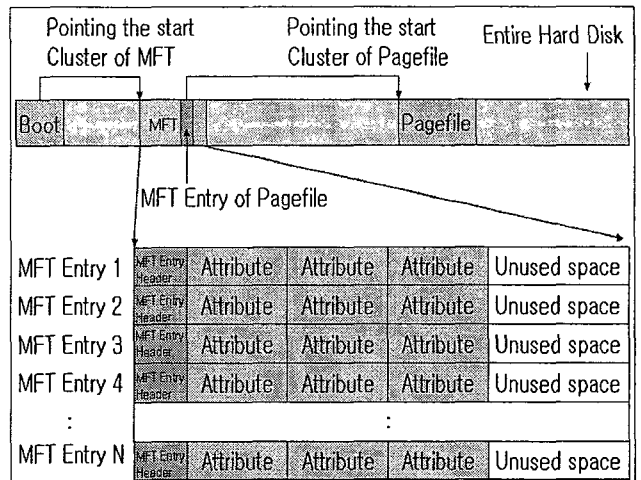 Pointing the start
Cluster of MFT
Pointing the start
Cluster of Pagefile
Entire Hard Disk
Boot
MFT
Pagefile
MFT Entry of Pagefile
MFT Entry 1
MFT Entry
Header
Attribute
Attribute
Attribute
Unused space
MFT Entry 2
MFT Entry
Header
Attribute
Attribute
Attribute
Unused space
MFT Entry 3
MFT Entry
Header
Attribute
Attribute
Attribute
Unused space
MFT Entry 4
MFT Entry
Header
Attribute
Attribute
Attribute
Unused space
:
:
MFT Entry N
MFT Entry
Header
Attribute
Attribute
Attribute
Unused space